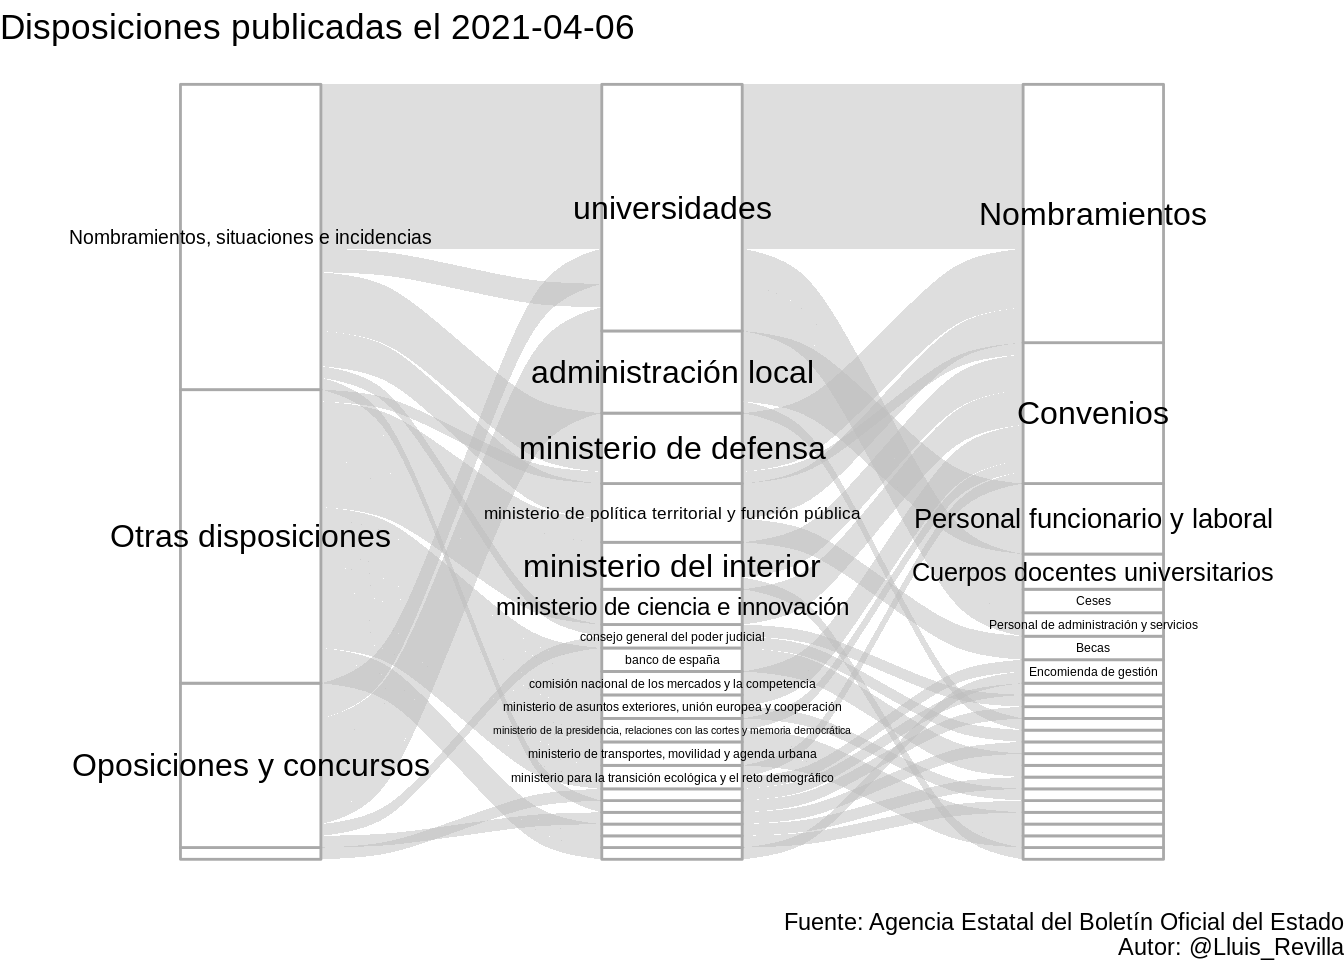 Disposiciones publicadas el 2021-04-06
Nombramientos, situaciones e incidencias
Otras disposiciones
Oposiciones y concursos
universidades
administración local
ministerio de defensa
ministerio de política territorial y función pública
ministerio del interior
ministerio de ciencia e innovación
consejo general del poder judicial
banco de españa
comisión nacional de los mercados y la competencia
ministerio de asuntos exteriores, unión europea y cooperación
ministerio de la presidencia, relaciones con las cortes y memoria democrática
ministerio de transportes, movilidad y agenda urbana
ministerio para la transición ecológica y el reto demográfico
Nombramientos
Convenios
Personal funcionario y laboral
Cuerpos docentes universitarios
Ceses
Personal de administración y servicios
Becas
Encomienda de gestión
Fuente: Agencia Estatal del Boletín Oficial del Estado
Autor: @Lluis_Revilla